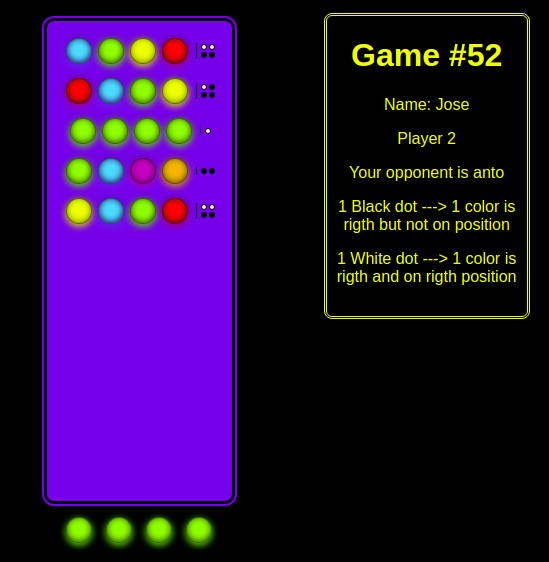 Game #52
Name: Jose
Player 2
Your opponent is anto
1 Black dot ---> 1 color is
rigth but not on position
1 White dot ---> 1 color is
rigth and on rigth position